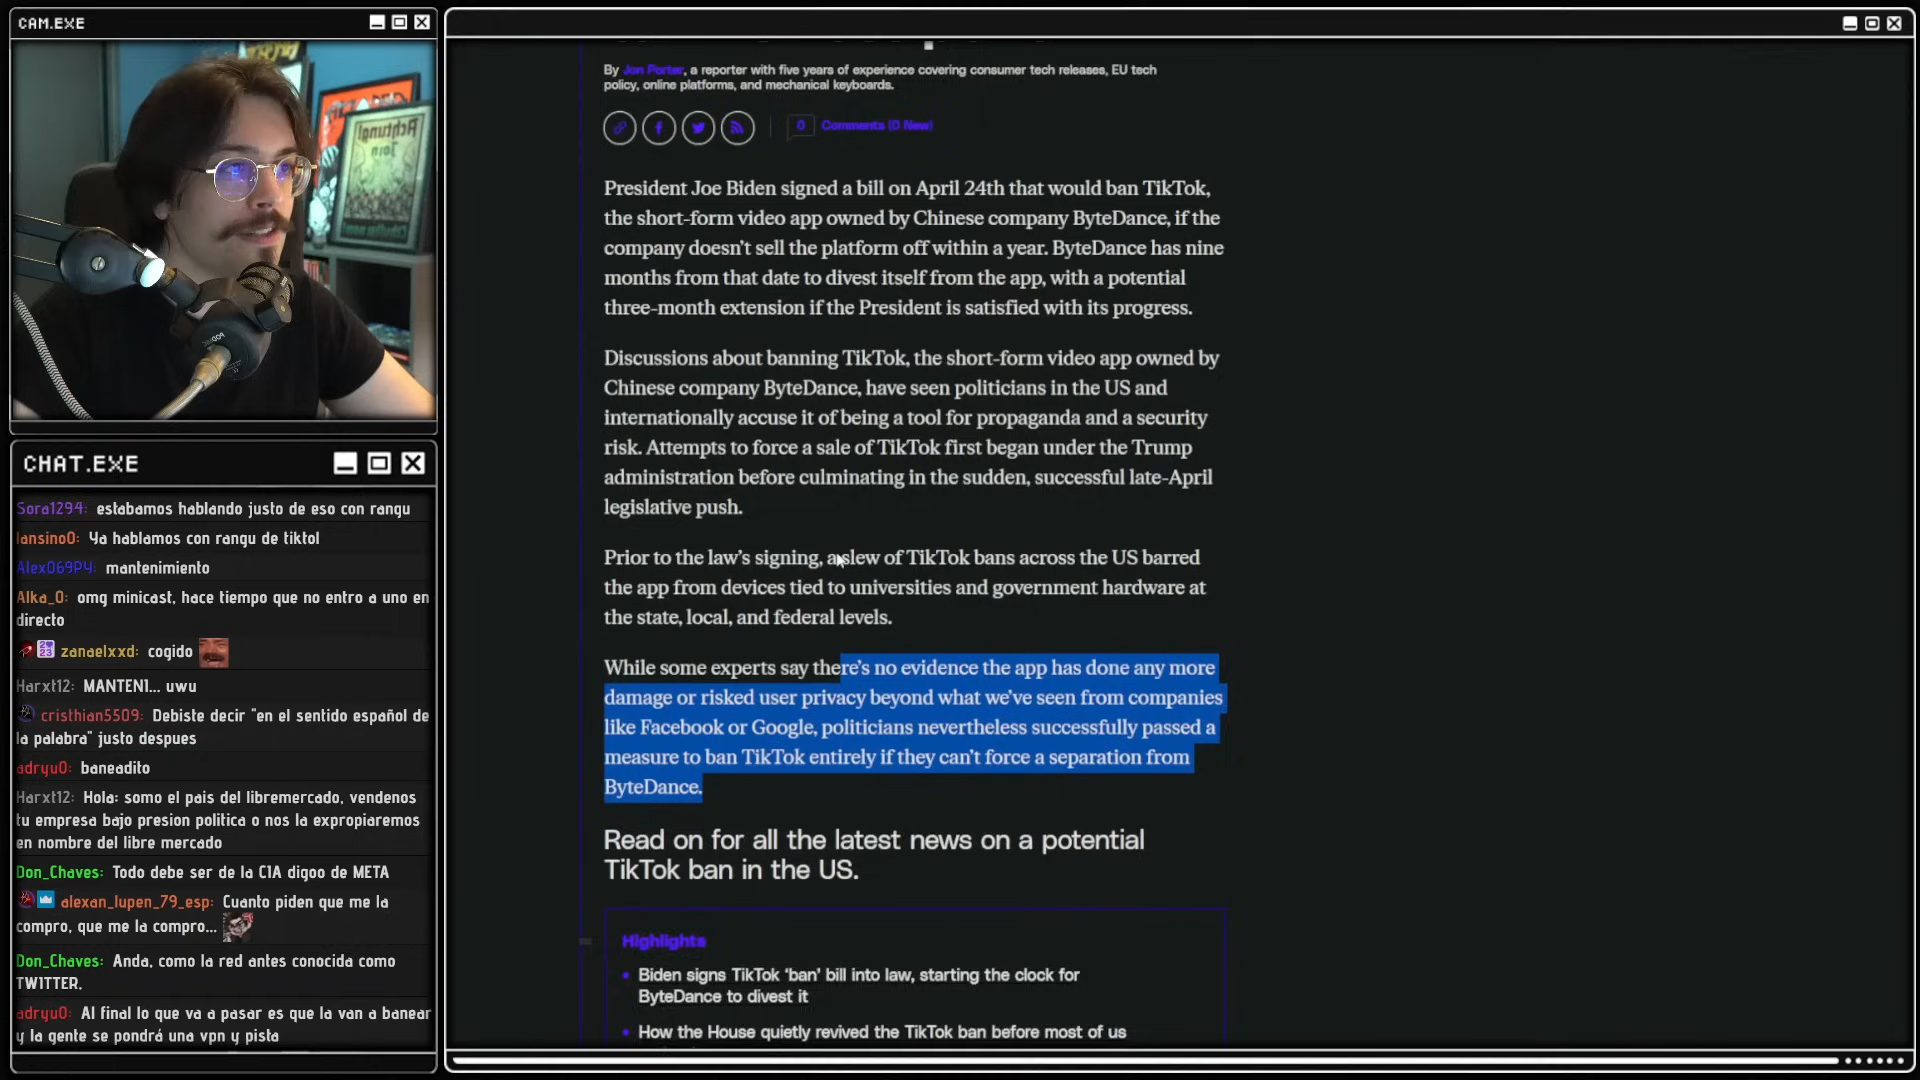 CAM.EXE
CHAT.EXE
Sora1294: estabamos hablando justo de eso con rangu
lansino0: Ya hablamos con rangu de tiktol
Alex069PY: mantenimiento
Alka_0: omg minicast, hace tiempo que no entro a uno en
directo
zanaelxxd: cogido
Harxt12: MANTENI... uwu
cristhian5509: Debiste decir "en el sentido español de
la palabra" justo despues
adryu0: baneadito
Harxt12: Hola: somo el pais del libremercado, vendenos
tu empresa bajo presion politica o nos la expropiaremos
en nombre del libre mercado
Don_Chaves: Todo debe ser de la C1A digoo de META
alexan_lupen_79_esp: Cuanto piden que me la
compro, que me la compro...
Don_Chaves: Anda, como la red antes conocida como
TW1TTER.
adryu0: Al final lo que va a pasar es que la van a banear
y la gente se pondrá una vpn y pista
By Jon Porter, a reporter with five years of experience covering consumer tech releases, EU tech
policy, online platforms, and mechanical keyboards.
0 Comments (0 New)
President Joe Biden signed a bill on April 24th that would ban TikTok,
the short-form video app owned by Chinese company ByteDance, if the
company doesn't sell the platform off within a year. ByteDance has nine
months from that date to divest itself from the app, with a potential
three-month extension if the President is satisfied with its progress.
Discussions about banning TikTok, the short-form video app owned by
Chinese company ByteDance, have seen politicians in the US and
internationally accuse it of being a tool for propaganda and a security
risk. Attempts to force a sale of TikTok first began under the Trump
administration before culminating in the sudden, successful late-April
legislative push.
Prior to the law's signing, a slew of TikTok bans across the US barred
the app from devices tied to universities and government hardware at
the state, local, and federal levels.
While some experts say there's no evidence the app has done any more
damage or risked user privacy beyond what we've seen from companies
like Facebook or Google, politicians nevertheless successfully passed a
measure to ban TikTok entirely if they can't force a separation from
ByteDance.
Read on for all the latest news on a potential
TikTok ban in the US.
Highlights
• Biden signs TikTok 'ban' bill into law, starting the clock for
ByteDance to divest it
• How the House quietly revived the TikTok ban before most of us